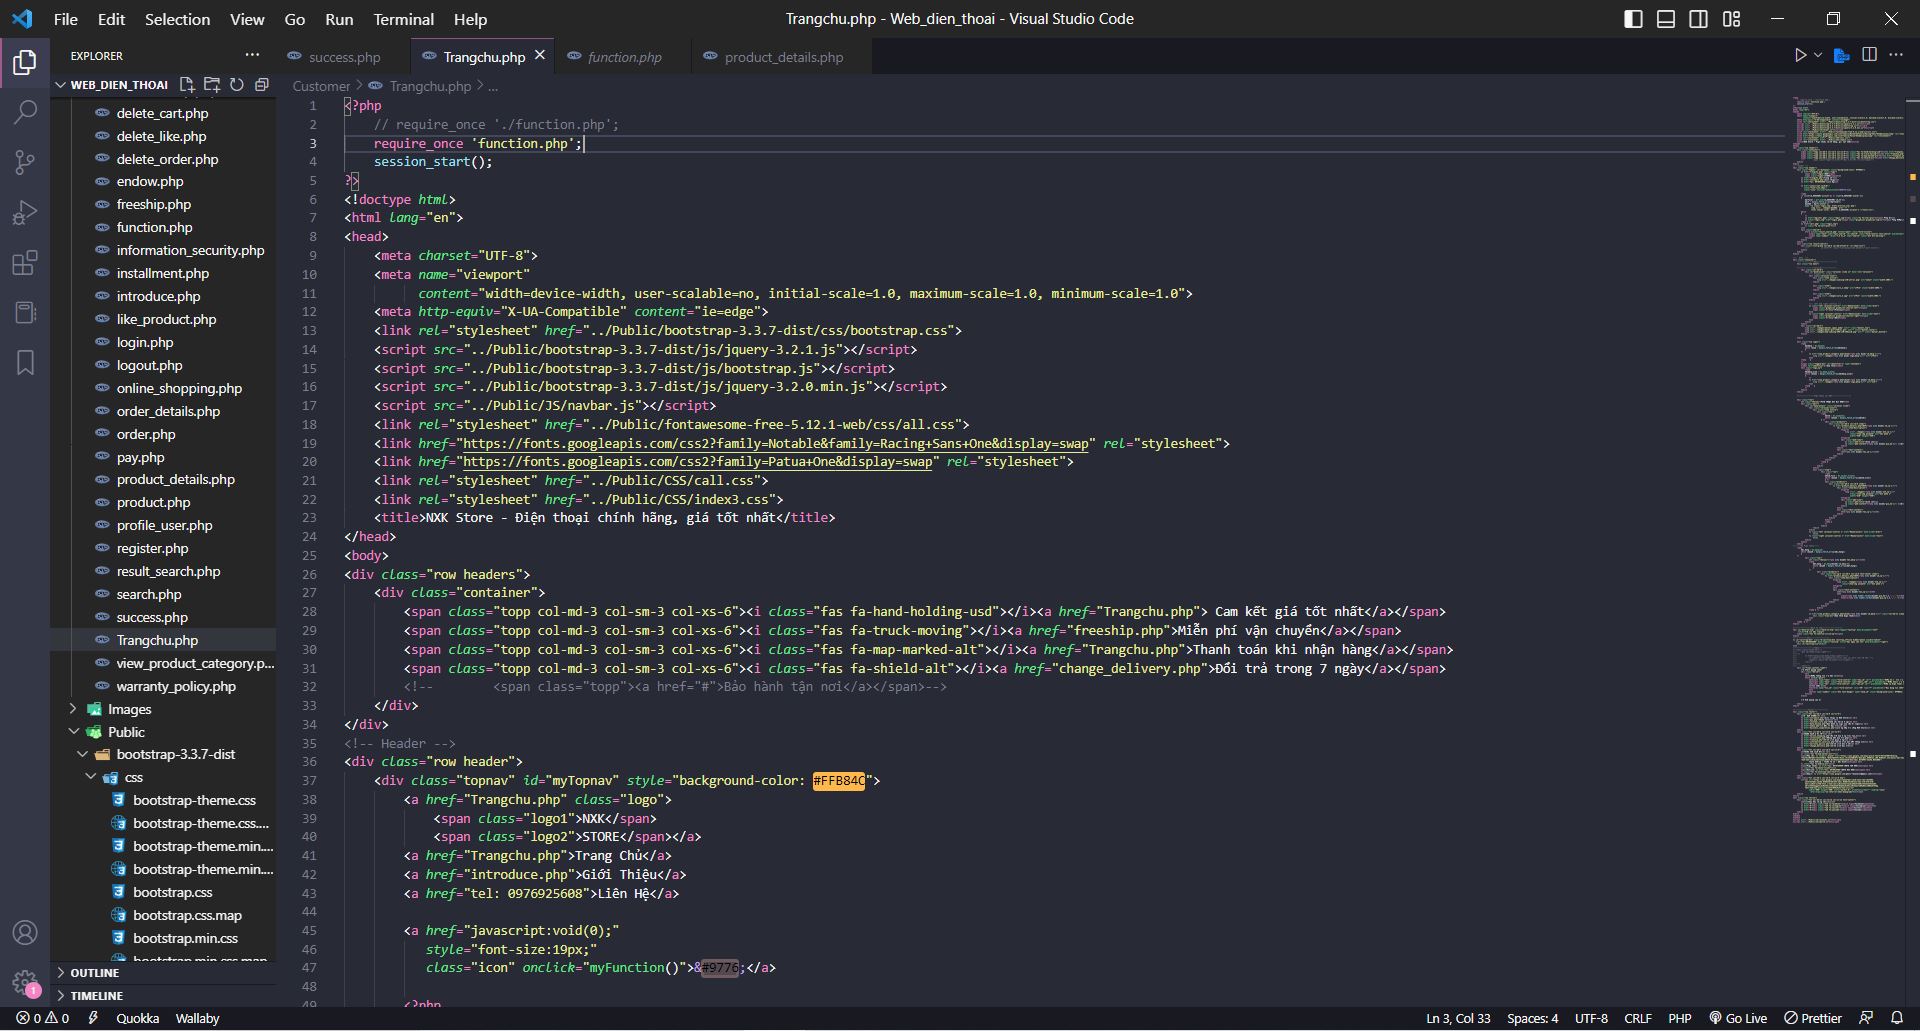 File Edit Selection View Go Run Terminal Help
Trangchu.php - Web_dien_thoai - Visual Studio Code
EXPLORER
WEB_DIEN_THOAI
delete_cart.php
delete_like.php
delete_order.php
endow.php
freeship.php
function.php
information_security.php
installment.php
introduce.php
like_product.php
login.php
logout.php
online_shopping.php
order_details.php
order.php
pay.php
product_details.php
product.php
profile_user.php
register.php
result_search.php
search.php
success.php
Trangchu.php
view_product_category.p...
warranty_policy.php
Images
Public
bootstrap-3.3.7-dist
css
bootstrap-theme.css
bootstrap-theme.css....
bootstrap-theme.min....
bootstrap-theme.min....
bootstrap.css
bootstrap.css.map
bootstrap.min.css
bootstrap.min.css.map
OUTLINE
TIMELINE
1
success.php Trangchu.php function.php product_details.php
Customer > Trangchu.php > ...
1 <?php
2 // require_once './function.php';
3 require_once 'function.php';
4 session_start();
5 ?>
6 <!doctype html>
7 <html lang="en">
8 <head>
9 <meta charset="UTF-8">
10 <meta name="viewport"
11 content="width=device-width, user-scalable=no, initial-scale=1.0, maximum-scale=1.0, minimum-scale=1.0">
12 <meta http-equiv="X-UA-Compatible" content="ie=edge">
13 <link rel="stylesheet" href="../Public/bootstrap-3.3.7-dist/css/bootstrap.css">
14 <script src="../Public/bootstrap-3.3.7-dist/js/jquery-3.2.1.js"></script>
15 <script src="../Public/bootstrap-3.3.7-dist/js/bootstrap.js"></script>
16 <script src="../Public/bootstrap-3.3.7-dist/js/jquery-3.2.0.min.js"></script>
17 <script src="../Public/JS/navbar.js"></script>
18 <link rel="stylesheet" href="../Public/fontawesome-free-5.12.1-web/css/all.css">
19 <link href="https://fonts.googleapis.com/css2?family=Notable&family=Racing+Sans+One&display=swap" rel="stylesheet">
20 <link href="https://fonts.googleapis.com/css2?family=Patua+One&display=swap" rel="stylesheet">
21 <link rel="stylesheet" href="../Public/CSS/call.css">
22 <link rel="stylesheet" href="../Public/CSS/index3.css">
23 <title>NXK Store - Điện thoại chính hãng, giá tốt nhất</title>
24 </head>
25 <body>
26 <div class="row headers">
27 <div class="container">
28 <span class="topp col-md-3 col-sm-3 col-xs-6"><i class="fas fa-hand-holding-usd"></i><a href="Trangchu.php"> Cam kết giá tốt nhất</a></span>
29 <span class="topp col-md-3 col-sm-3 col-xs-6"><i class="fas fa-truck-moving"></i><a href="freeship.php">Miễn phí vận chuyển</a></span>
30 <span class="topp col-md-3 col-sm-3 col-xs-6"><i class="fas fa-map-marked-alt"></i><a href="Trangchu.php">Thanh toán khi nhận hàng</a></span>
31 <span class="topp col-md-3 col-sm-3 col-xs-6"><i class="fas fa-shield-alt"></i><a href="change_delivery.php">Đổi trả trong 7 ngày</a></span>
32 <!-- <span class="topp"><a href="#">Bảo hành tận nơi</a></span>-->
33 </div>
34 </div>
35 <!-- Header -->
36 <div class="row header">
37 <div class="topnav" id="myTopnav" style="background-color: #FFB84C">
38 <a href="Trangchu.php" class="logo">
39 <span class="logo1">NXK</span>
40 <span class="logo2">STORE</span></a>
41 <a href="Trangchu.php">Trang Chủ</a>
42 <a href="introduce.php">Giới Thiệu</a>
43 <a href="tel: 0976925608">Liên Hệ</a>
44
45 <a href="javascript:void(0);"
46 style="font-size:19px;"
47 class="icon" onclick="myFunction()">&#9776;</a>
48
49 <?php
0 0 Quokka Wallaby
Ln 3, Col 33 Spaces: 4 UTF-8 CRLF PHP Go Live Prettier